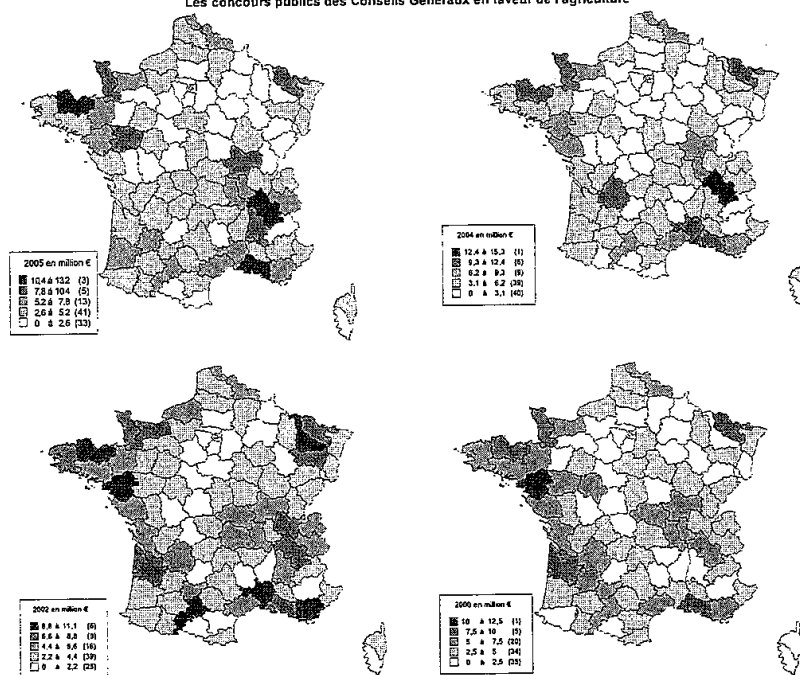 Les concours publics des Conseils Généraux en faveur de l'agriculture
2005 en million €
10,4 à 13,2 (3)
7,8 à 10,4 (5)
5,2 à 7,8 (13)
2,6 à 5,2 (41)
0 à 2,6 (33)
2004 en million €
12,4 à 15,3 (1)
9,3 à 12,4 (6)
6,2 à 9,3 (9)
3,1 à 6,2 (39)
0 à 3,1 (40)
2002 en million €
8,8 à 11,1 (6)
6,6 à 8,8 (9)
4,4 à 6,6 (16)
2,2 à 4,4 (39)
0 à 2,2 (25)
2000 en million €
10 à 12,5 (1)
7,5 à 10 (5)
5 à 7,5 (20)
2,5 à 5 (34)
0 à 2,5 (35)